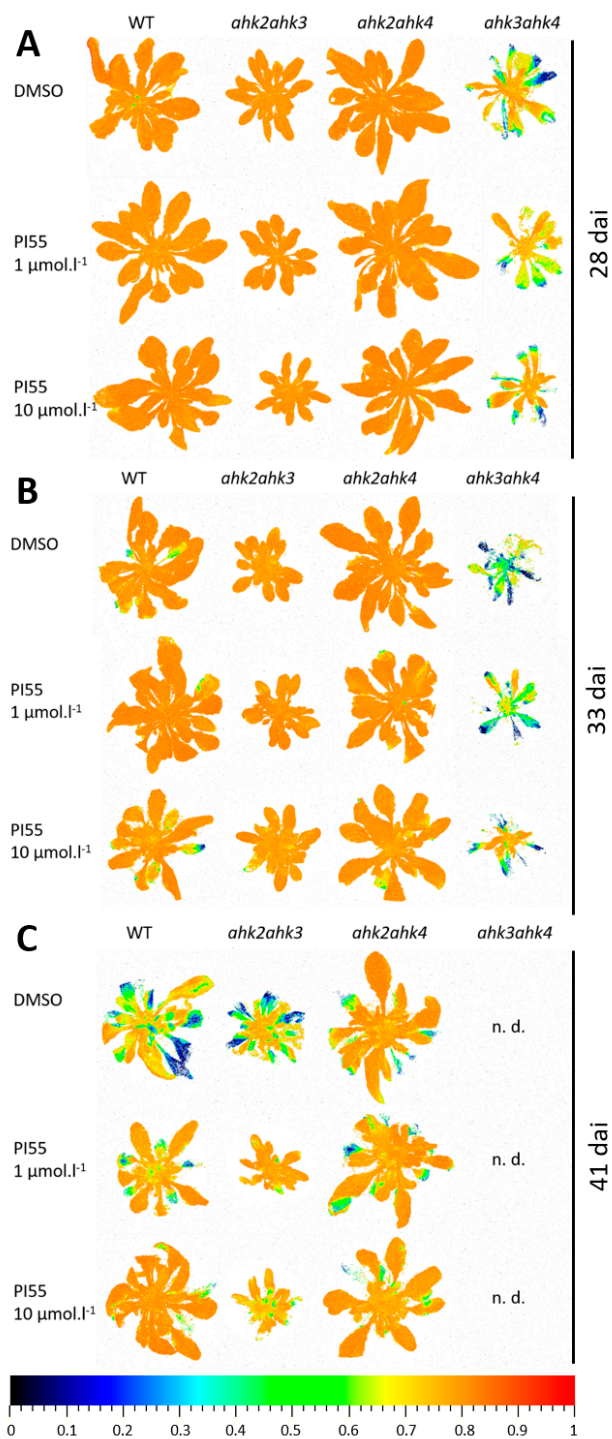 A
WT ahk2ahk3 ahk2ahk4 ahk3ahk4
DMSO
PI55
1 µmol.l⁻¹
PI55
10 µmol.l⁻¹
28 dai
B
WT ahk2ahk3 ahk2ahk4 ahk3ahk4
DMSO
PI55
1 µmol.l⁻¹
PI55
10 µmol.l⁻¹
33 dai
C
WT ahk2ahk3 ahk2ahk4 ahk3ahk4
DMSO n. d.
PI55
1 µmol.l⁻¹ n. d.
PI55
10 µmol.l⁻¹ n. d.
41 dai
0 0.1 0.2 0.3 0.4 0.5 0.6 0.7 0.8 0.9 1